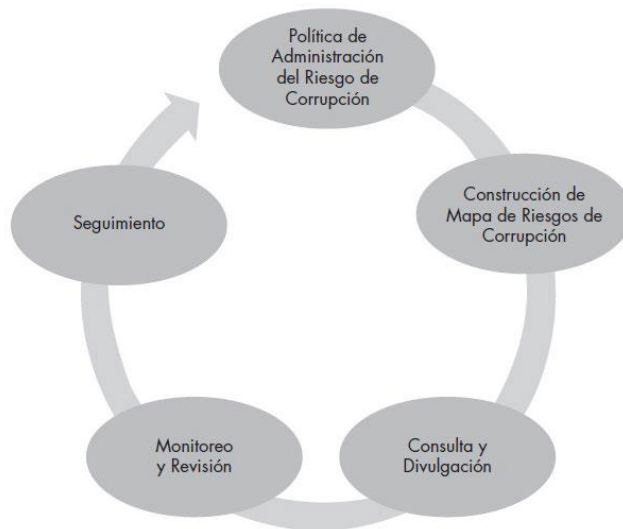 Política de
Administración
del Riesgo de
Corrupción
Construcción de
Mapa de Riesgos de
Corrupción
Consulta y
Divulgación
Monitoreo
y Revisión
Seguimiento